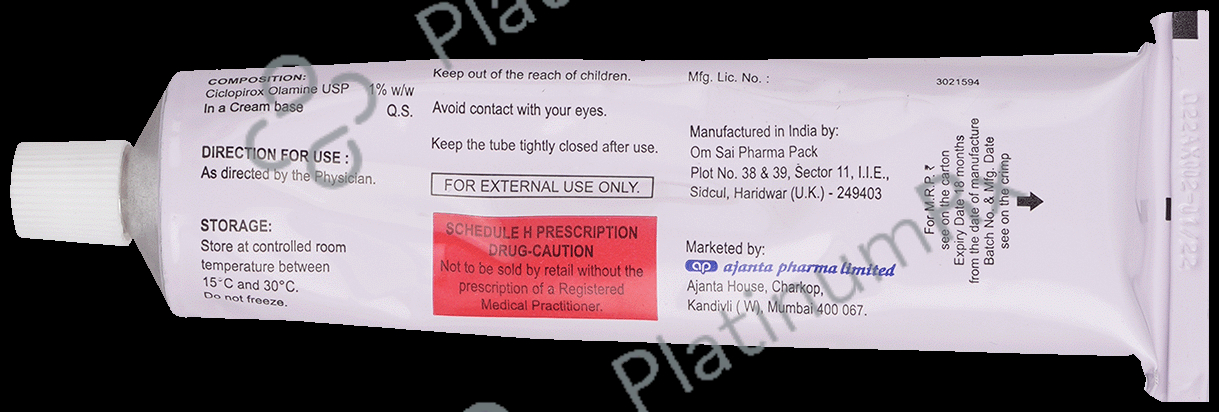 COMPOSITION:
Ciclopirox Olamine USP 1% w/w
In a Cream base Q.S.
DIRECTION FOR USE :
As directed by the Physician.
STORAGE:
Store at controlled room
temperature between
15°C and 30°C.
Do not freeze.
Keep out of the reach of children.
Avoid contact with your eyes.
Keep the tube tightly closed after use.
FOR EXTERNAL USE ONLY.
SCHEDULE H PRESCRIPTION
DRUG-CAUTION
Not to be sold by retail without the
prescription of a Registered
Medical Practitioner.
Mfg. Lic. No. :
Manufactured in India by:
Om Sai Pharma Pack
Plot No. 38 & 39, Sector 11, I.I.E.,
Sidcul, Haridwar (U.K.) - 249403
Marketed by:
ap ajanta pharma limited
Ajanta House, Charkop,
Kandivli ( W), Mumbai 400 067.
3021594
For M.R.P. ₹
see on the carton
Expiry Date 18 months
from the date of manufacture
Batch No. & Mfg. Date
see on the crimp
Platinum
Platinum